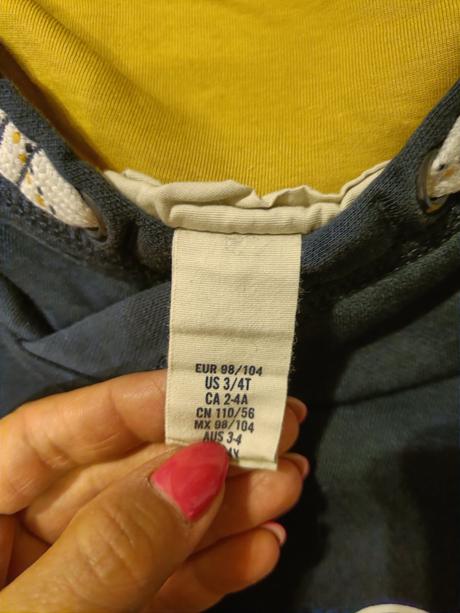 EUR 98/104
US 3/4T
CA 2-4A
CN 110/56
MX 98/104
AUS 3-4